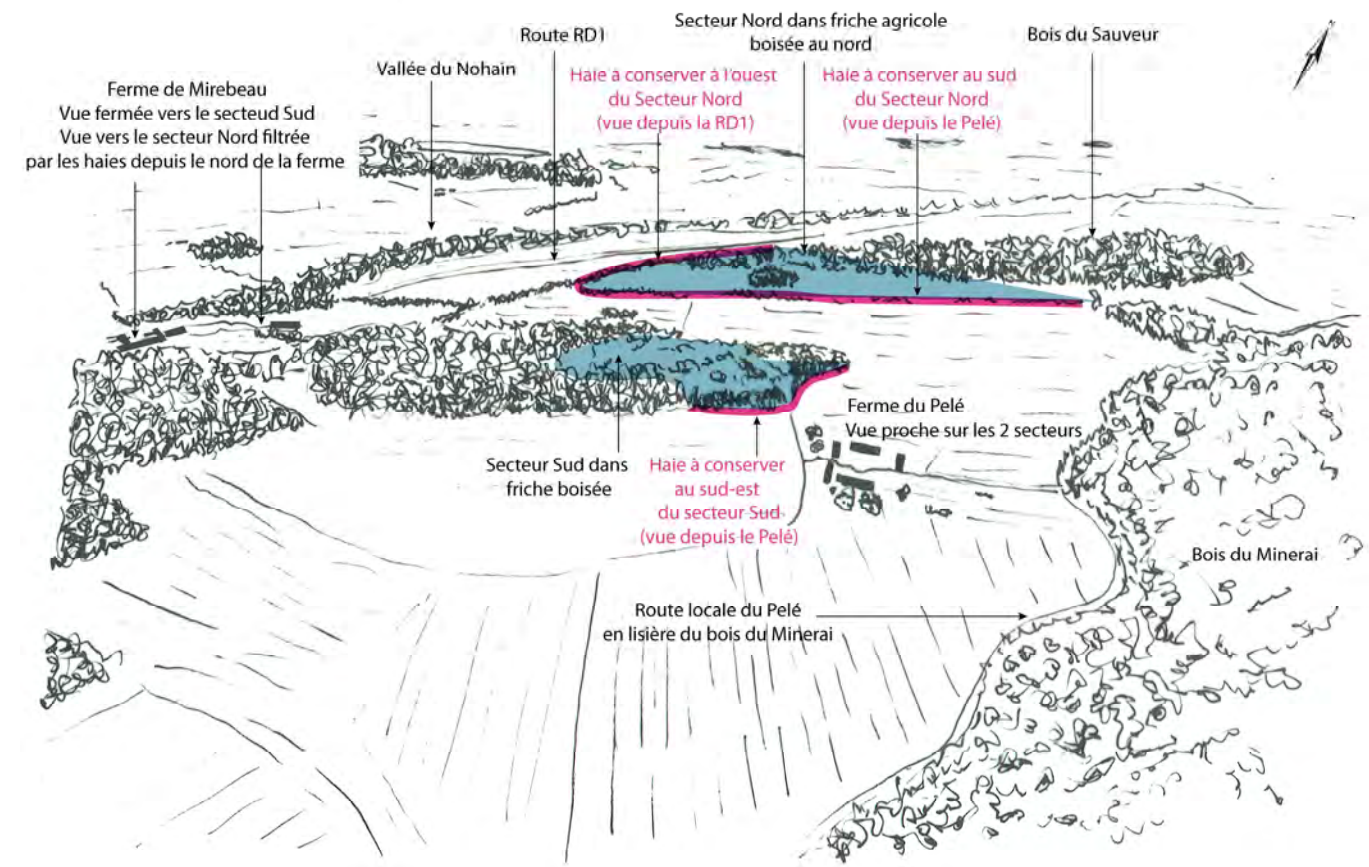 Secteur Nord dans friche agricole
boisée au nord
Route RD1
Bois du Sauveur
Vallée du Nohain
Haie à conserver à l'ouest
du Secteur Nord
(vue depuis la RD1)
Haie à conserver au sud
du Secteur Nord
(vue depuis le Pelé)
Ferme de Mirebeau
Vue fermée vers le secteud Sud
Vue vers le secteur Nord filtrée
par les haies depuis le nord de la ferme
Ferme du Pelé
Vue proche sur les 2 secteurs
Secteur Sud dans
friche boisée
Haie à conserver
au sud-est
du secteur Sud
(vue depuis le Pelé)
Bois du Minerai
Route locale du Pelé
en lisière du bois du Minerai